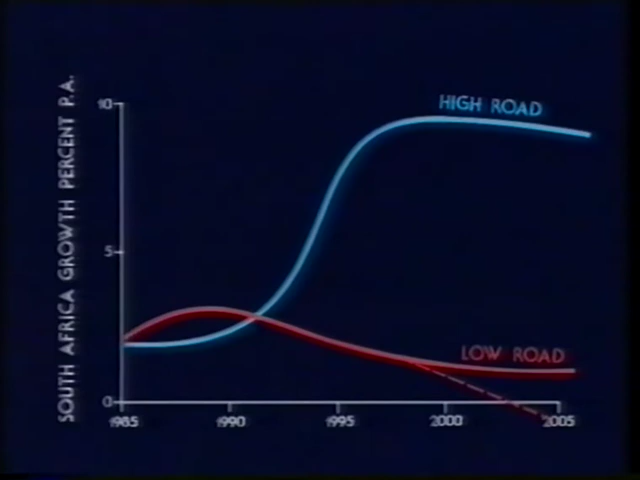 SOUTH AFRICA GROWTH PERCENT P.A.
10
5
0
HIGH ROAD
LOW ROAD
1985 1990 1995 2000 2005